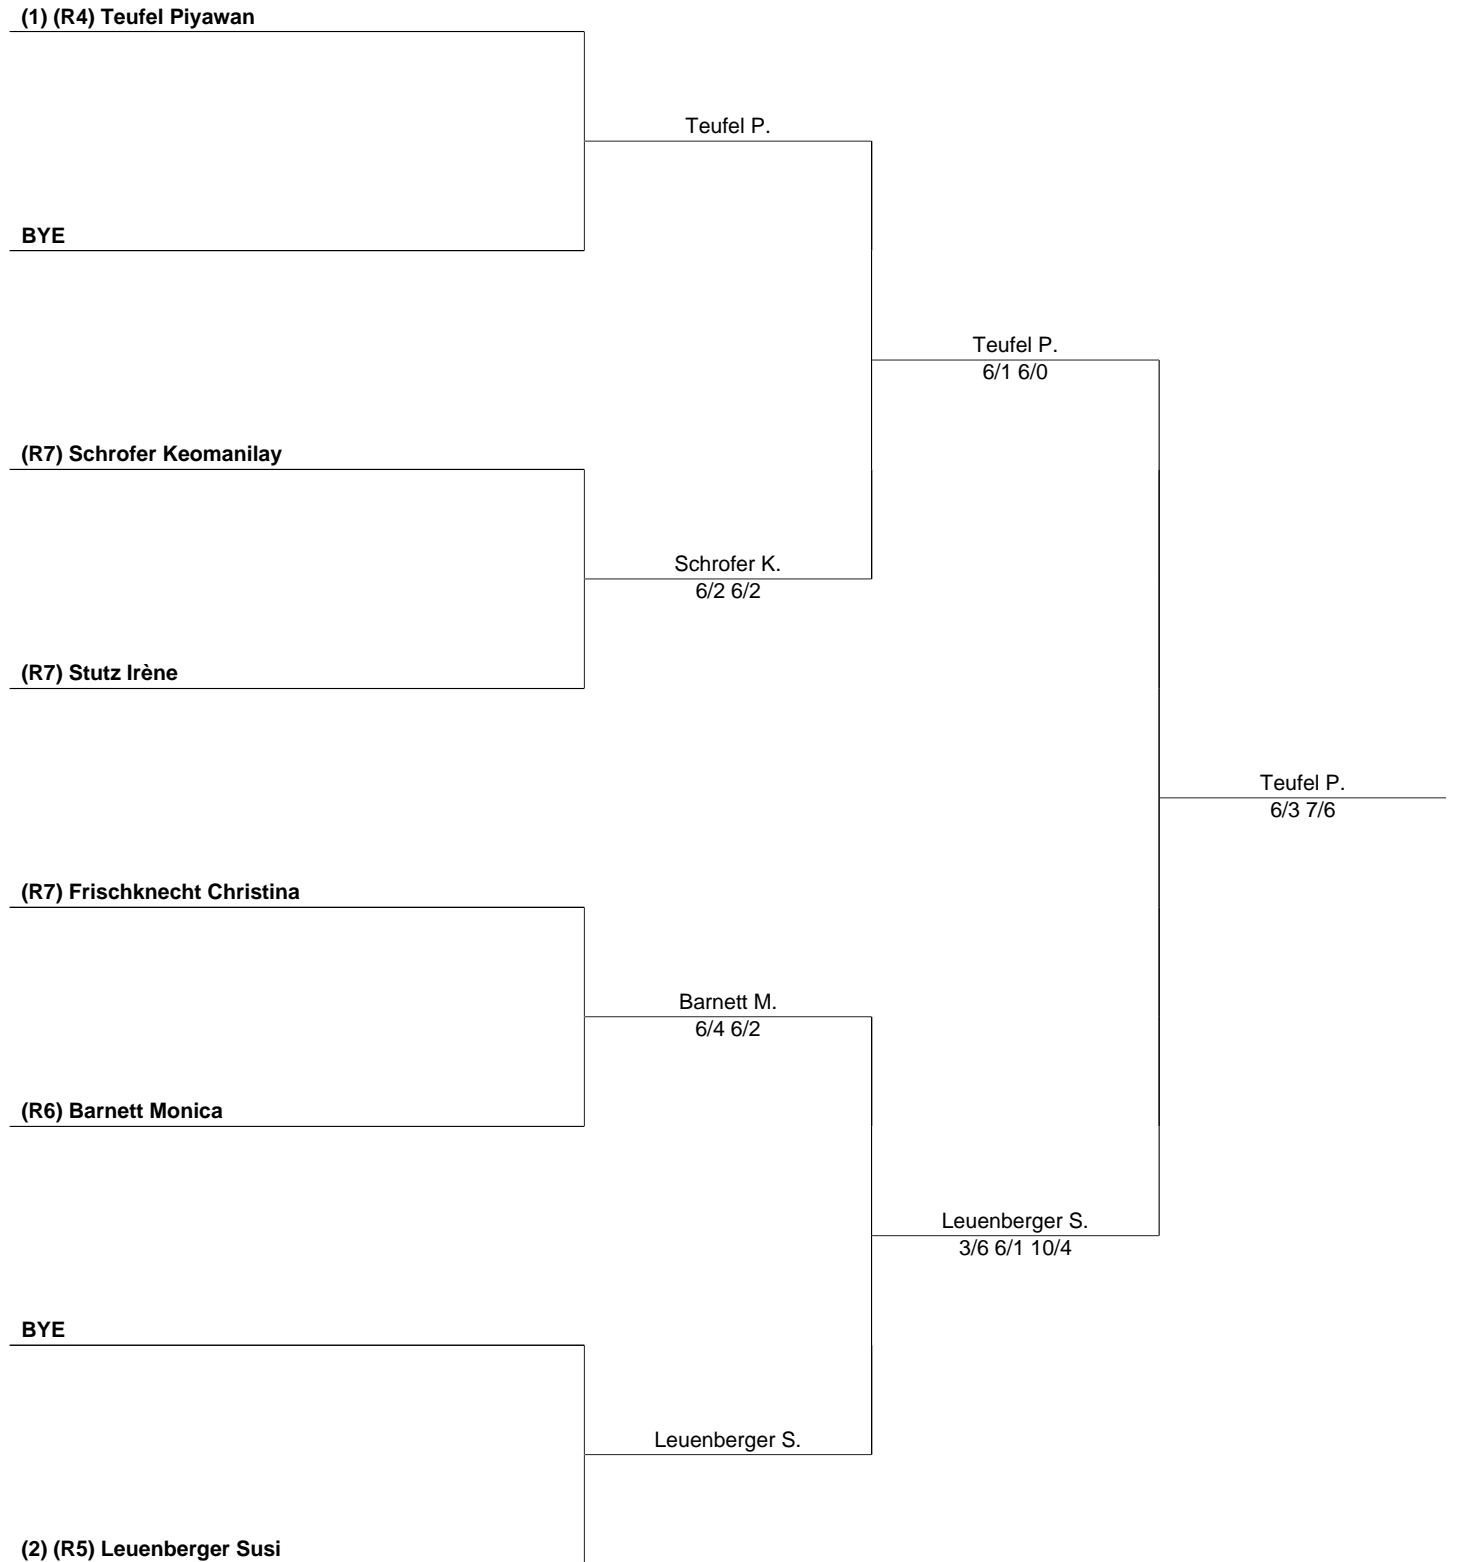 (1) (R4) Teufel Piyawan
Teufel P.
BYE
Teufel P.
6/1 6/0
(R7) Schrofer Keomanilay
Schrofer K.
6/2 6/2
(R7) Stutz Irène
Teufel P.
6/3 7/6
(R7) Frischknecht Christina
Barnett M.
6/4 6/2
(R6) Barnett Monica
Leuenberger S.
3/6 6/1 10/4
BYE
Leuenberger S.
(2) (R5) Leuenberger Susi